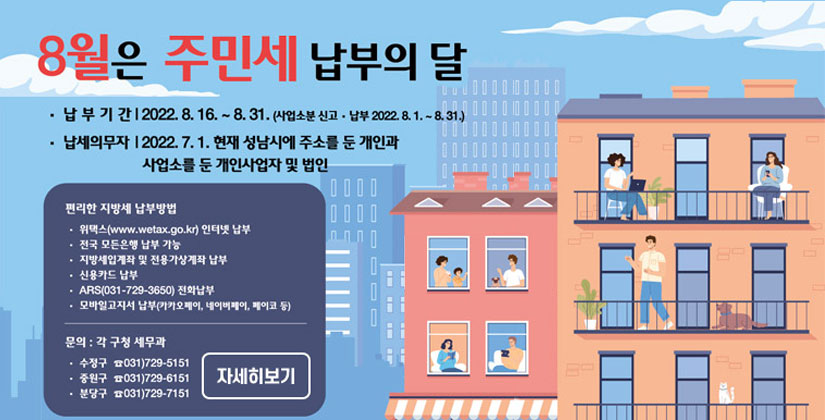 8월은 주민세 납부의 달
• 납 부 기 간 | 2022. 8. 16. ~ 8. 31. (사업소분 신고 · 납부 2022. 8. 1. ~ 8. 31.)
• 납세의무자 | 2022. 7. 1. 현재 성남시에 주소를 둔 개인과
사업소를 둔 개인사업자 및 법인
편리한 지방세 납부방법
• 위택스(www.wetax.go.kr) 인터넷 납부
• 전국 모든은행 납부 가능
• 지방세입계좌 및 전용가상계좌 납부
• 신용카드 납부
• ARS(031-729-3650) 전화납부
• 모바일고지서 납부(카카오페이, 네이버페이, 페이코 등)
문의 : 각 구청 세무과
• 수정구 ☎031)729-5151
• 중원구 ☎031)729-6151
• 분당구 ☎031)729-7151
자세히보기